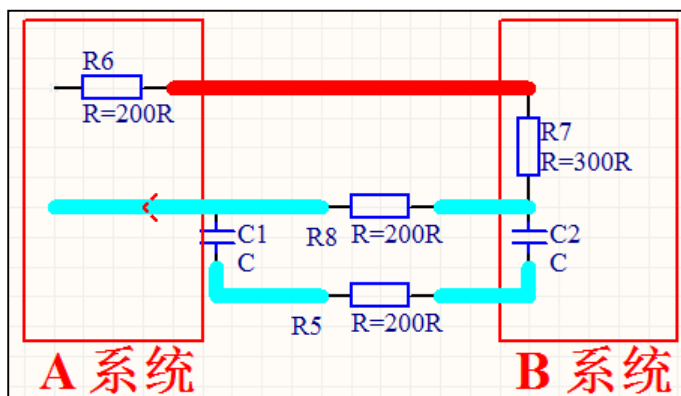 R6
R=200R
R7
R=300R
C1
C
R8
R=200R
C2
C
R5
R=200R
A 系统
B 系统